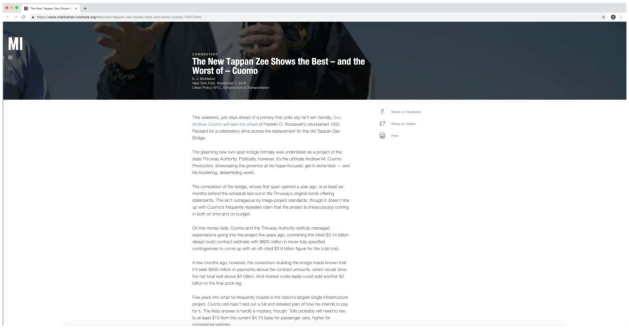 The New Tappan Zee Shows t
https://www.manhattan-institute.org
MI
COMMENTARY
The New Tappan Zee Shows the Best – and the
Worst of – Cuomo
E. J. McMahon
New York Post
Urban Policy NYC, Infrastructure & Transportation
Share on Facebook
Share on Twitter
Print
This weekend, just days ahead of a primary that polls say he'll win handily, Gov.
Andrew Cuomo will take the wheel of Franklin D. Roosevelt's refurbished 1932
Packard for a celebratory drive across the replacement for the old Tappan Zee
Bridge.
The gleaming new two-span bridge formally was undertaken as a project of the
state Thruway Authority. Politically, however, it's the ultimate Andrew M. Cuomo
Production, showcasing the governor at his hyper-focused, get-it-done best — and
his blustering, dissembling worst.
The completion of the bridge, whose first span opened a year ago, is at least six
months behind the schedule laid out in the Thruway's original bond-offering
statements. This isn't outrageous by mega-project standards, though it doesn't line
up with Cuomo's frequently repeated claim that the project is (miraculously) coming
in both on time and on budget.
On the money side, Cuomo and the Thruway Authority skillfully managed
expectations going into the project five years ago, combining the initial $3.14 billion
design-build contract estimate with $800 million in never-fully specified
contingencies to come up with an oft-cited $3.9 billion figure for the total cost.
A few months ago, however, the consortium building the bridge made known that
it'll seek $900 million in payments above the contract amounts, which would drive
the net total well above $4 billion. And interest costs easily could add another $2
billion to the final price tag.
Five years into what he frequently boasts is the nation's largest single infrastructure
project, Cuomo still hasn't laid out a full and detailed plan of how he intends to pay
for it. The likely answer is hardly a mystery, though: Tolls probably will need to rise
to at least $10 from the current $4.75 base for passenger cars, higher for
commercial vehicles.